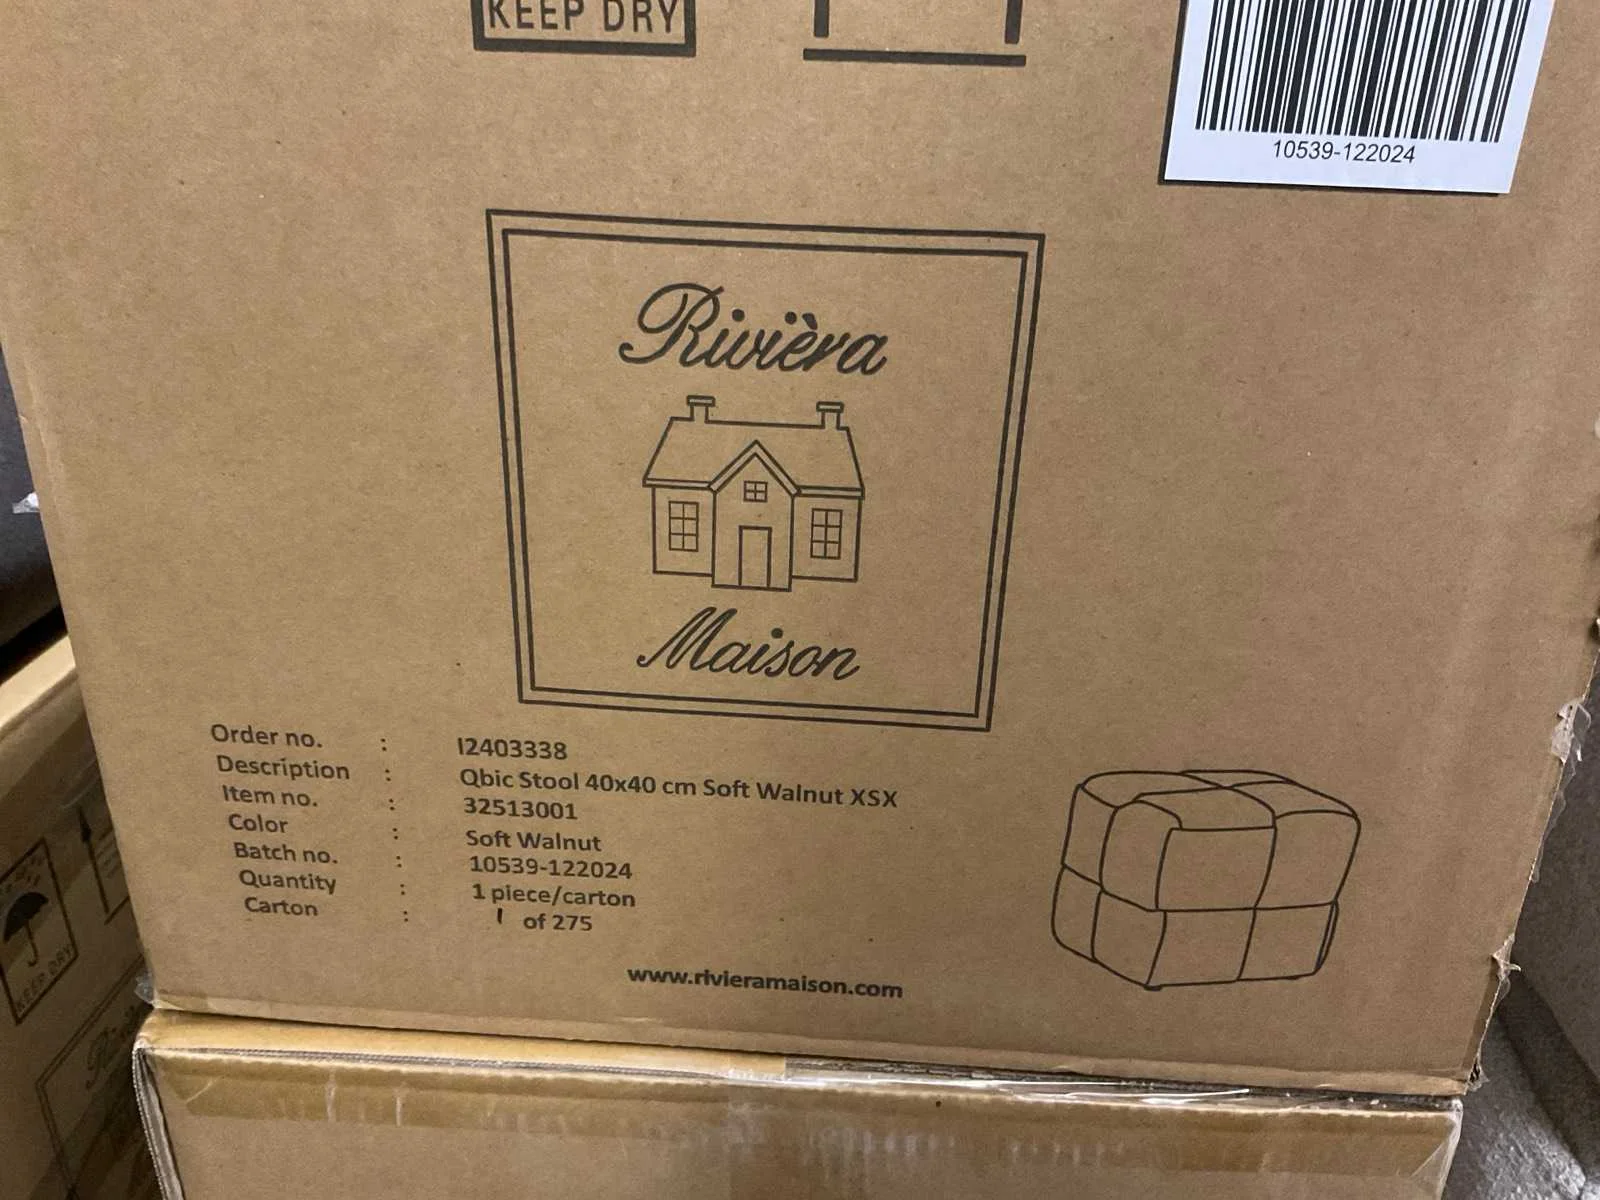 KEEP DRY
10539-122024
Rivièra
Maison
Order no. : I2403338
Description : Qbic Stool 40x40 cm Soft Walnut XSX
Item no. : 32513001
Color : Soft Walnut
Batch no. : 10539-122024
Quantity : 1 piece/carton
Carton : 1 of 275
www.rivieramaison.com
KEEP DRY